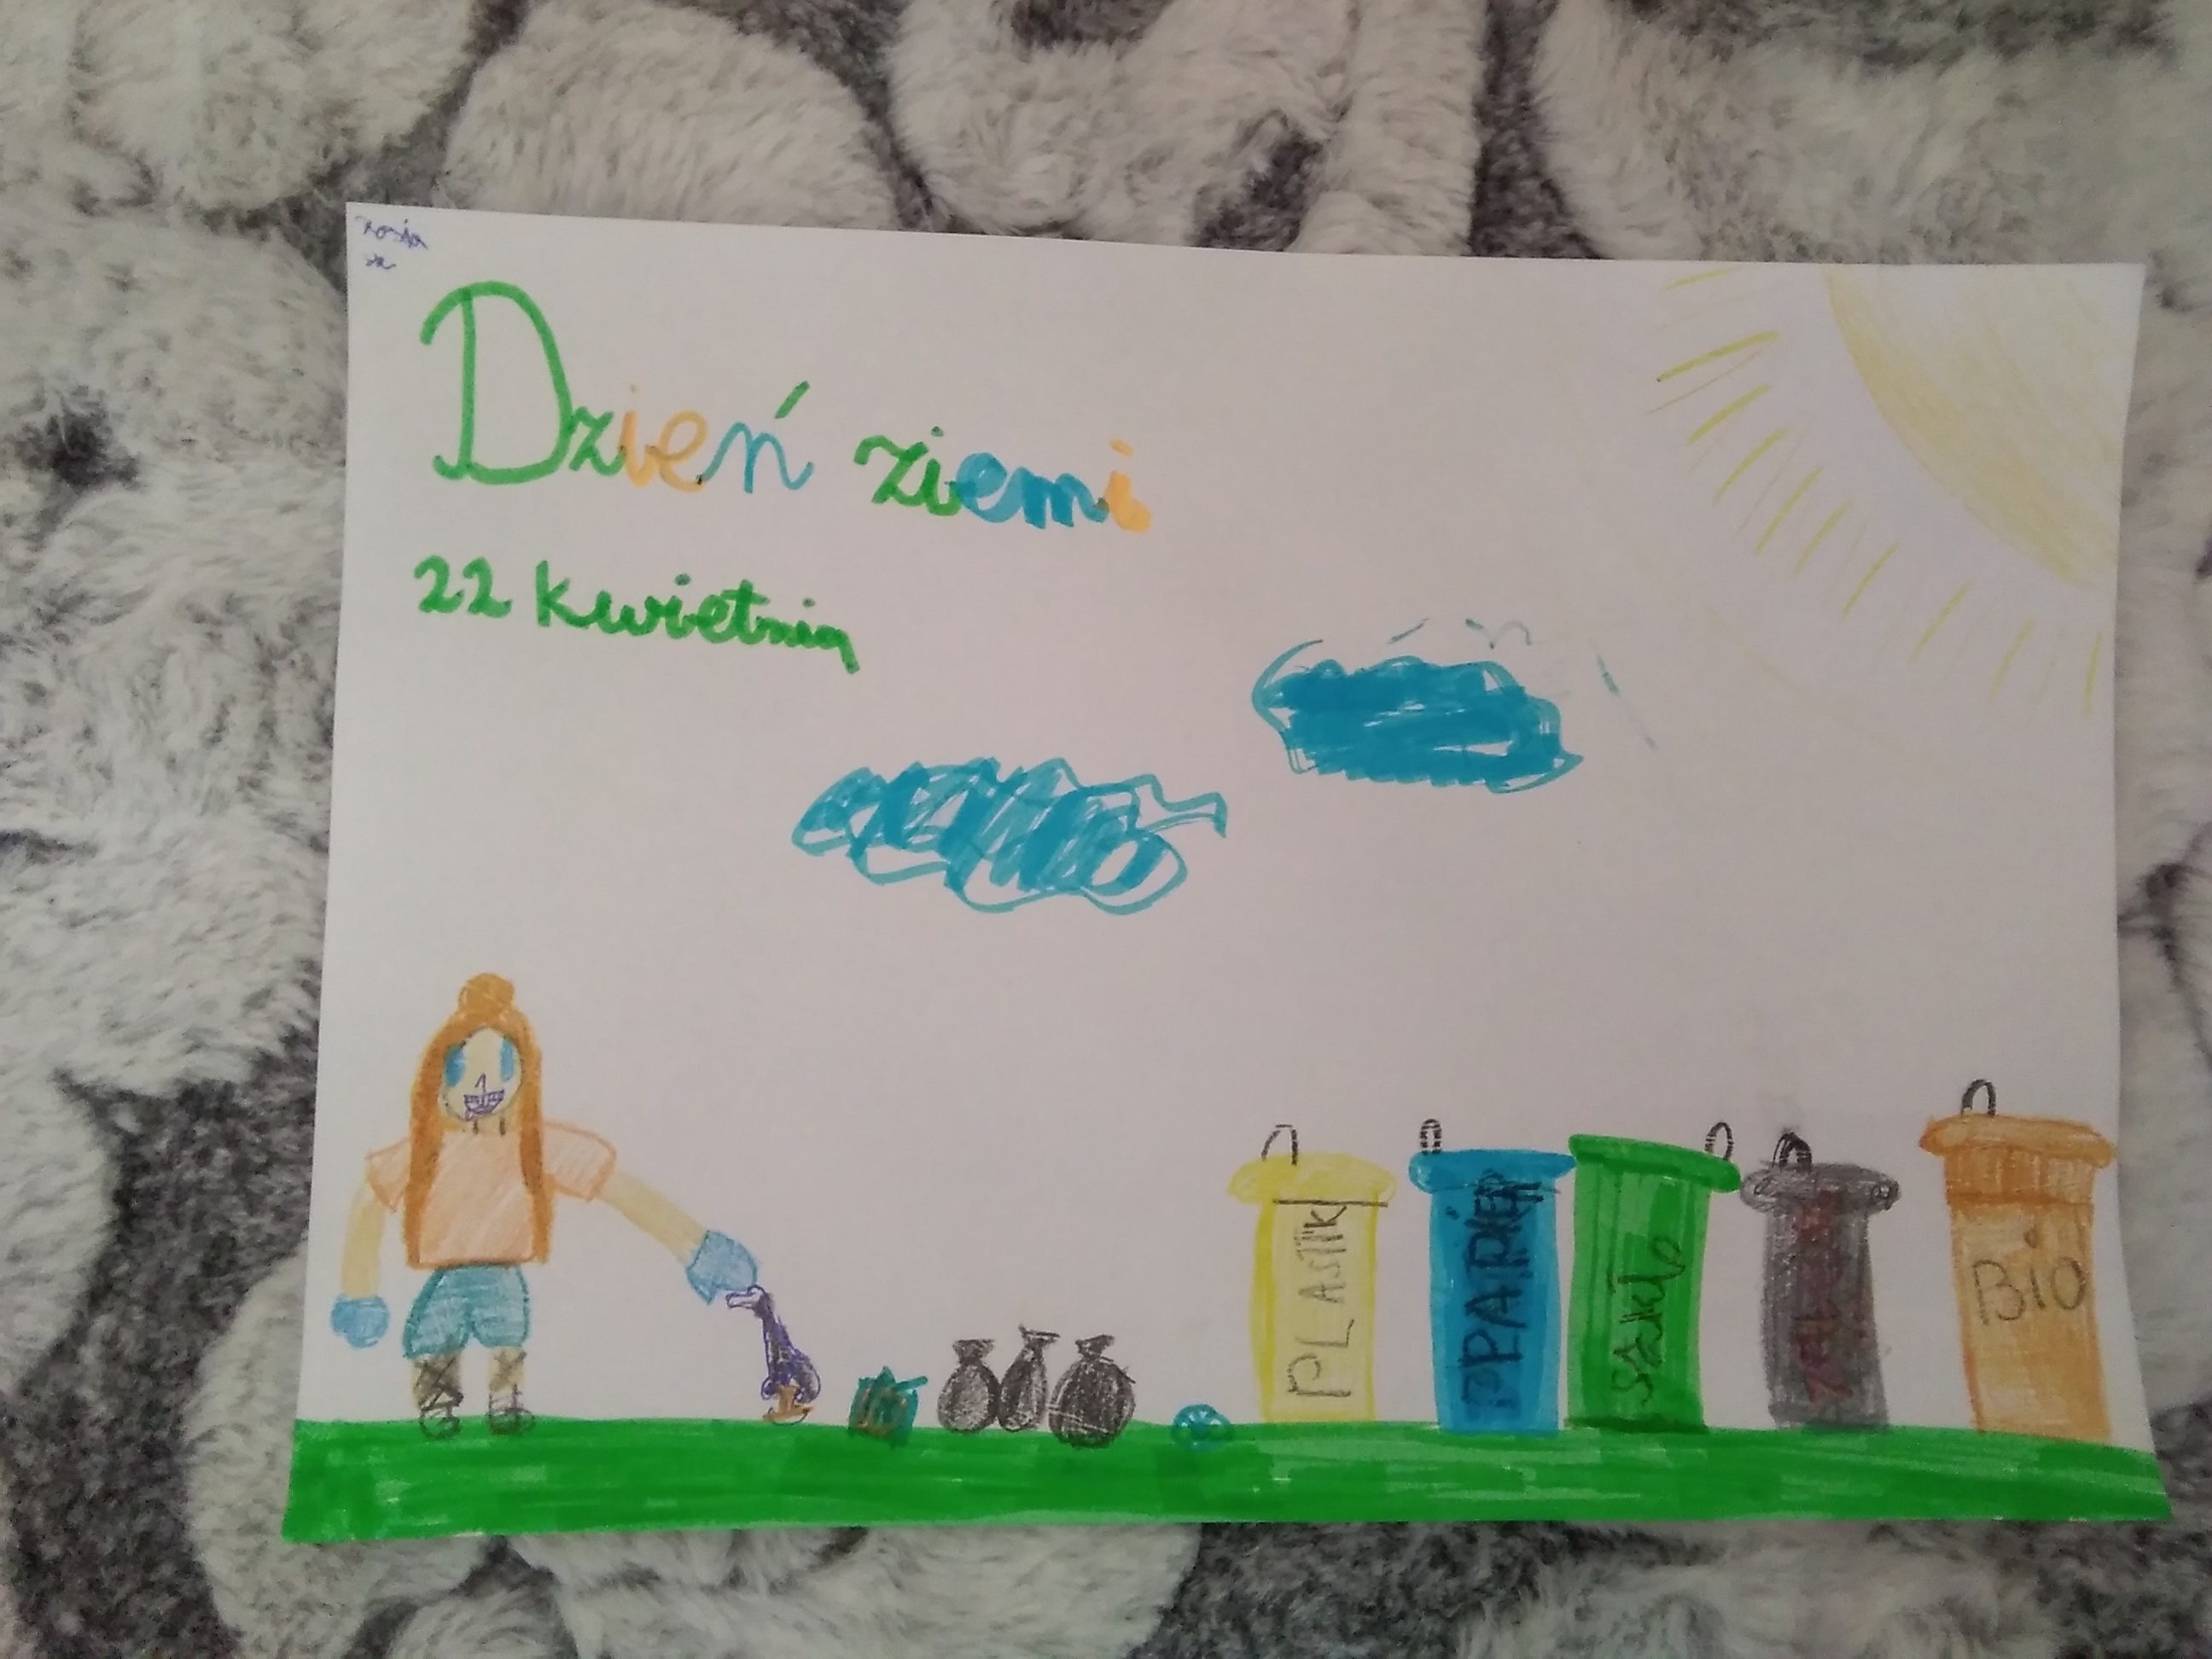 Dzień ziemi
22 kwietnia
PLASTIK
PAPIER
Szkło
Bio